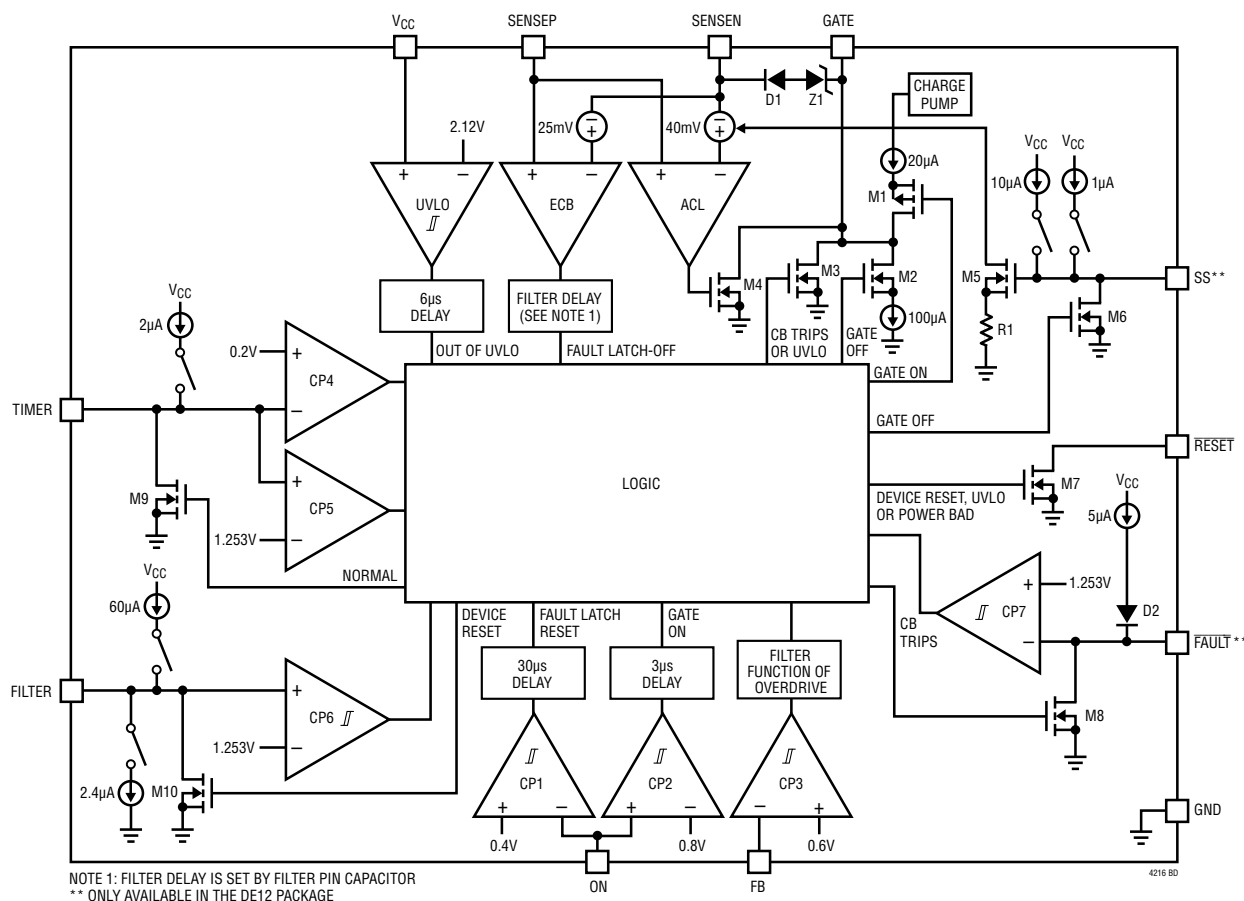 VCC
SENSEP
SENSEN
GATE
D1
Z1
CHARGE
PUMP
2.12V
25mV
−
+
40mV
−
+
20µA
VCC
VCC
10µA
1µA
+
−
UVLO
+
−
ECB
+
−
ACL
M1
M4
M3
M2
M5
SS**
6µs
DELAY
FILTER DELAY
(SEE NOTE 1)
100µA
R1
M6
VCC
2µA
OUT OF UVLO
FAULT LATCH-OFF
CB TRIPS
OR UVLO
GATE
OFF
GATE ON
0.2V
+
CP4
−
TIMER
GATE OFF
RESET
M9
+
CP5
−
1.253V
LOGIC
M7
DEVICE RESET, UVLO
OR POWER BAD
VCC
5µA
NORMAL
VCC
60µA
+
1.253V
CP7
−
D2
CB
TRIPS
FAULT**
DEVICE
RESET
FAULT LATCH
RESET
GATE
ON
30µs
DELAY
3µs
DELAY
FILTER
FUNCTION OF
OVERDRIVE
FILTER
+
CP6
−
1.253V
M8
2.4µA
M10
CP1
+
−
CP2
+
−
CP3
−
+
0.4V
0.8V
0.6V
GND
ON
FB
4216 BD
NOTE 1: FILTER DELAY IS SET BY FILTER PIN CAPACITOR
** ONLY AVAILABLE IN THE DE12 PACKAGE